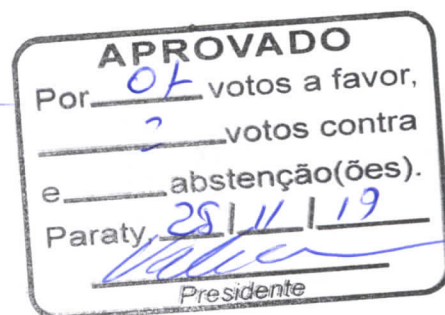 APROVADO
Por 07 votos a favor,
2 votos contra
e abstenção(ões).
Paraty, 28 / 11 / 19
Presidente